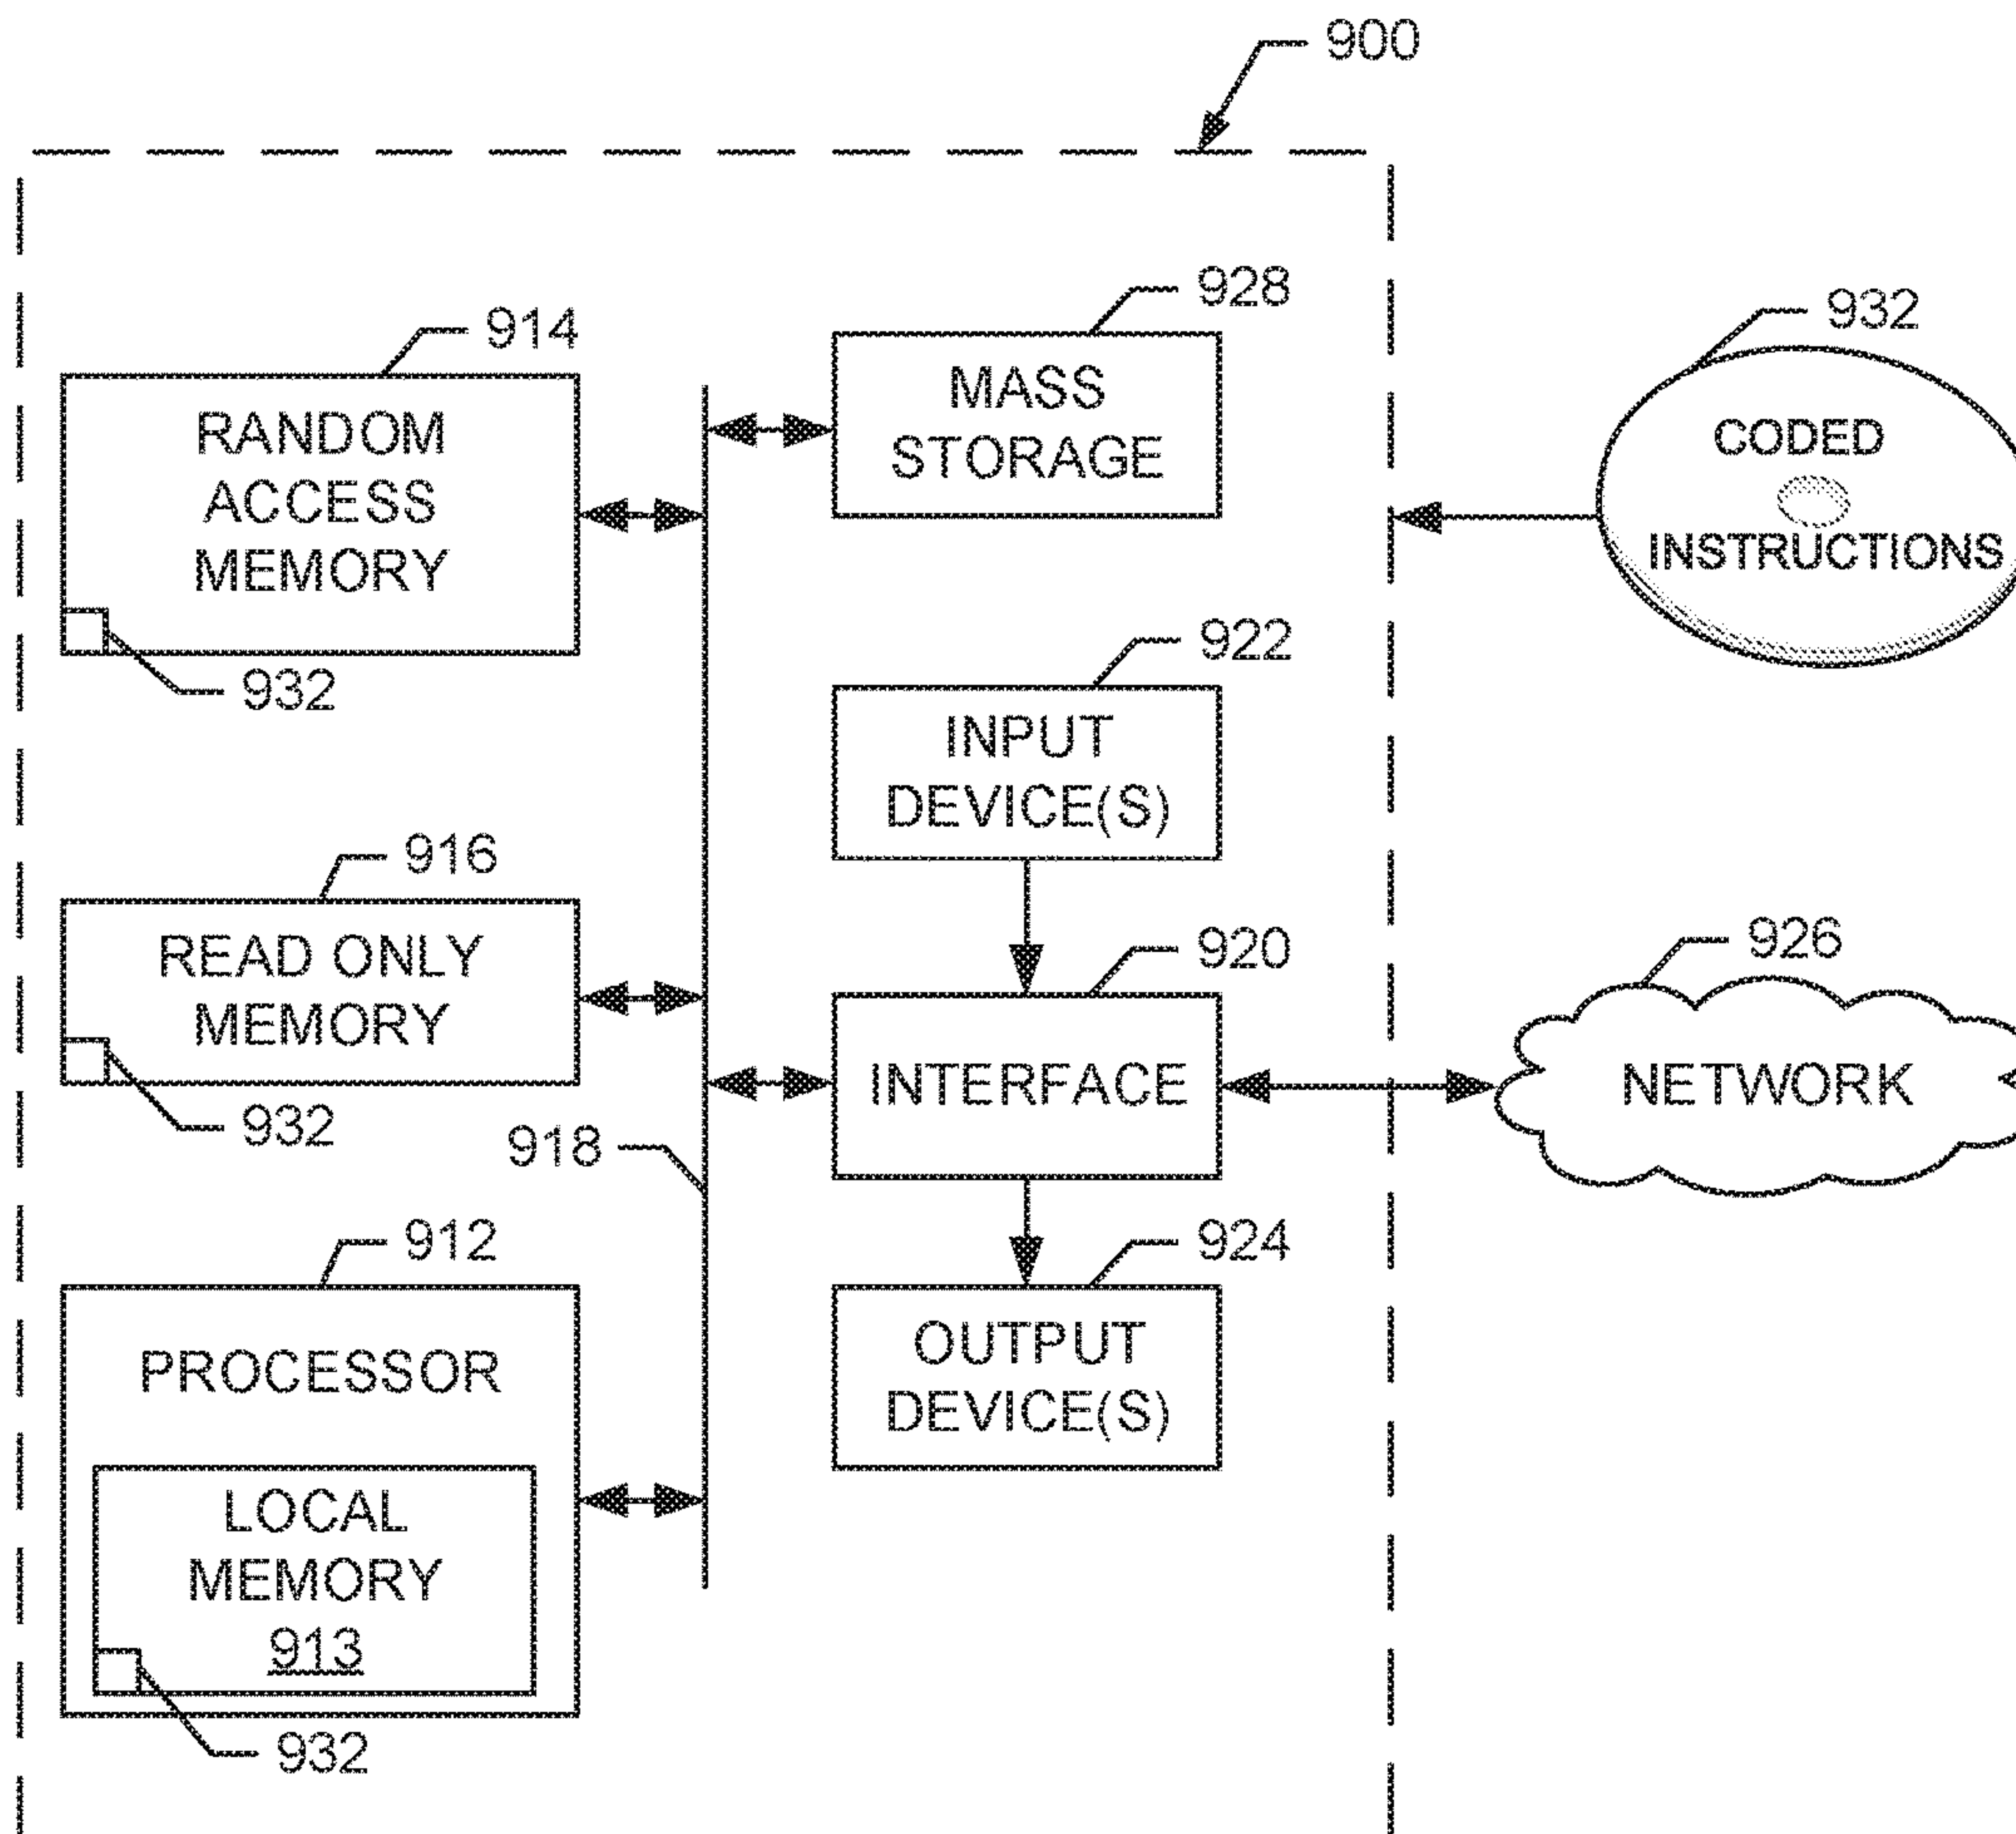 900
914
RANDOM
ACCESS
MEMORY
932
916
READ ONLY
MEMORY
932
918
912
PROCESSOR
LOCAL
MEMORY
913
932
928
MASS
STORAGE
922
INPUT
DEVICE(S)
920
INTERFACE
924
OUTPUT
DEVICE(S)
932
CODED
INSTRUCTIONS
926
NETWORK